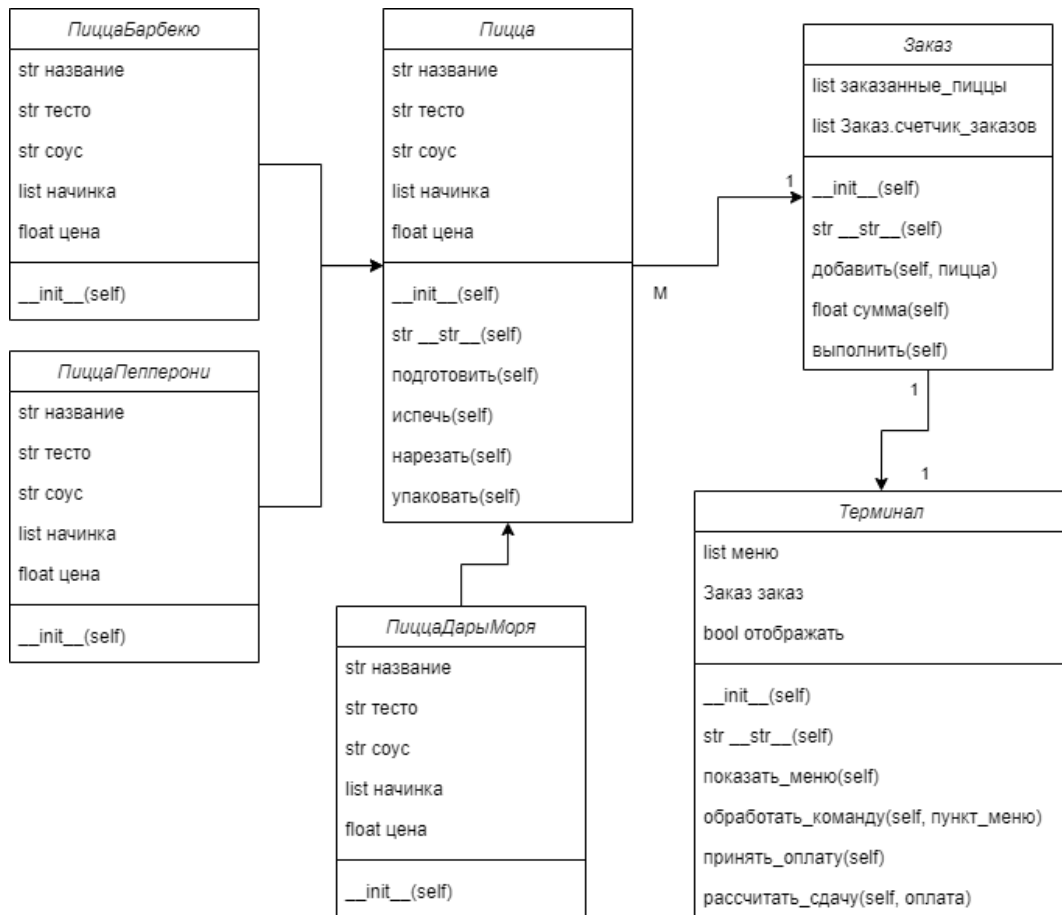 ПиццаБарбекю
str название
str тесто
str соус
list начинка
float цена
__init__(self)
ПиццаПепперони
str название
str тесто
str соус
list начинка
float цена
__init__(self)
Пицца
str название
str тесто
str соус
list начинка
float цена
__init__(self)
str __str__(self)
подготовить(self)
испечь(self)
нарезать(self)
упаковать(self)
ПиццаДарыМоря
str название
str тесто
str соус
list начинка
float цена
__init__(self)
M
1
Заказ
list заказанные_пиццы
list Заказ.счетчик_заказов
__init__(self)
str __str__(self)
добавить(self, пицца)
float сумма(self)
выполнить(self)
1
1
Терминал
list меню
Заказ заказ
bool отображать
__init__(self)
str __str__(self)
показать_меню(self)
обработать_команду(self, пункт_меню)
принять_оплату(self)
рассчитать_сдачу(self, оплата)